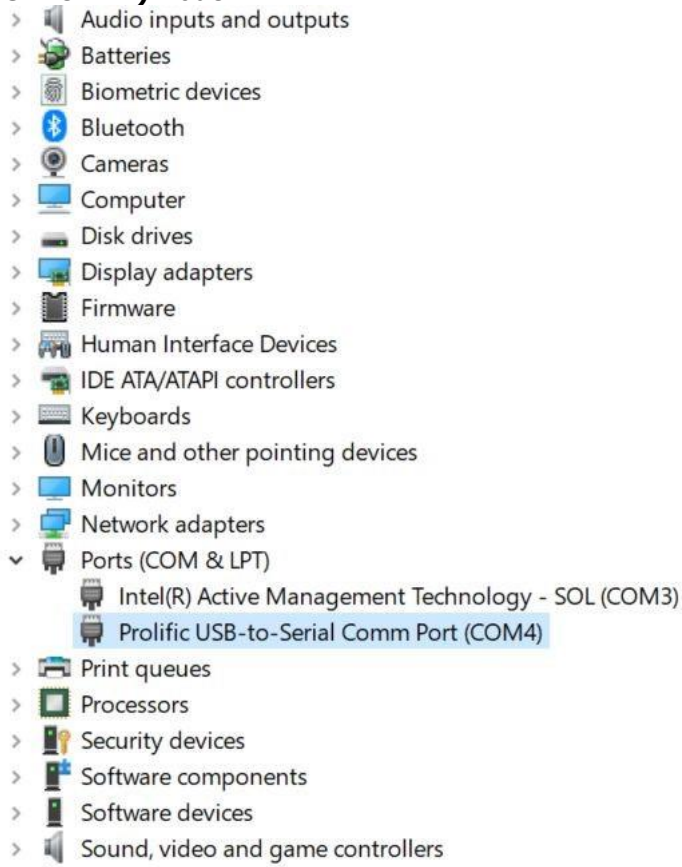 Audio inputs and outputs
Batteries
Biometric devices
Bluetooth
Cameras
Computer
Disk drives
Display adapters
Firmware
Human Interface Devices
IDE ATA/ATAPI controllers
Keyboards
Mice and other pointing devices
Monitors
Network adapters
Ports (COM & LPT)
Intel(R) Active Management Technology - SOL (COM3)
Prolific USB-to-Serial Comm Port (COM4)
Print queues
Processors
Security devices
Software components
Software devices
Sound, video and game controllers